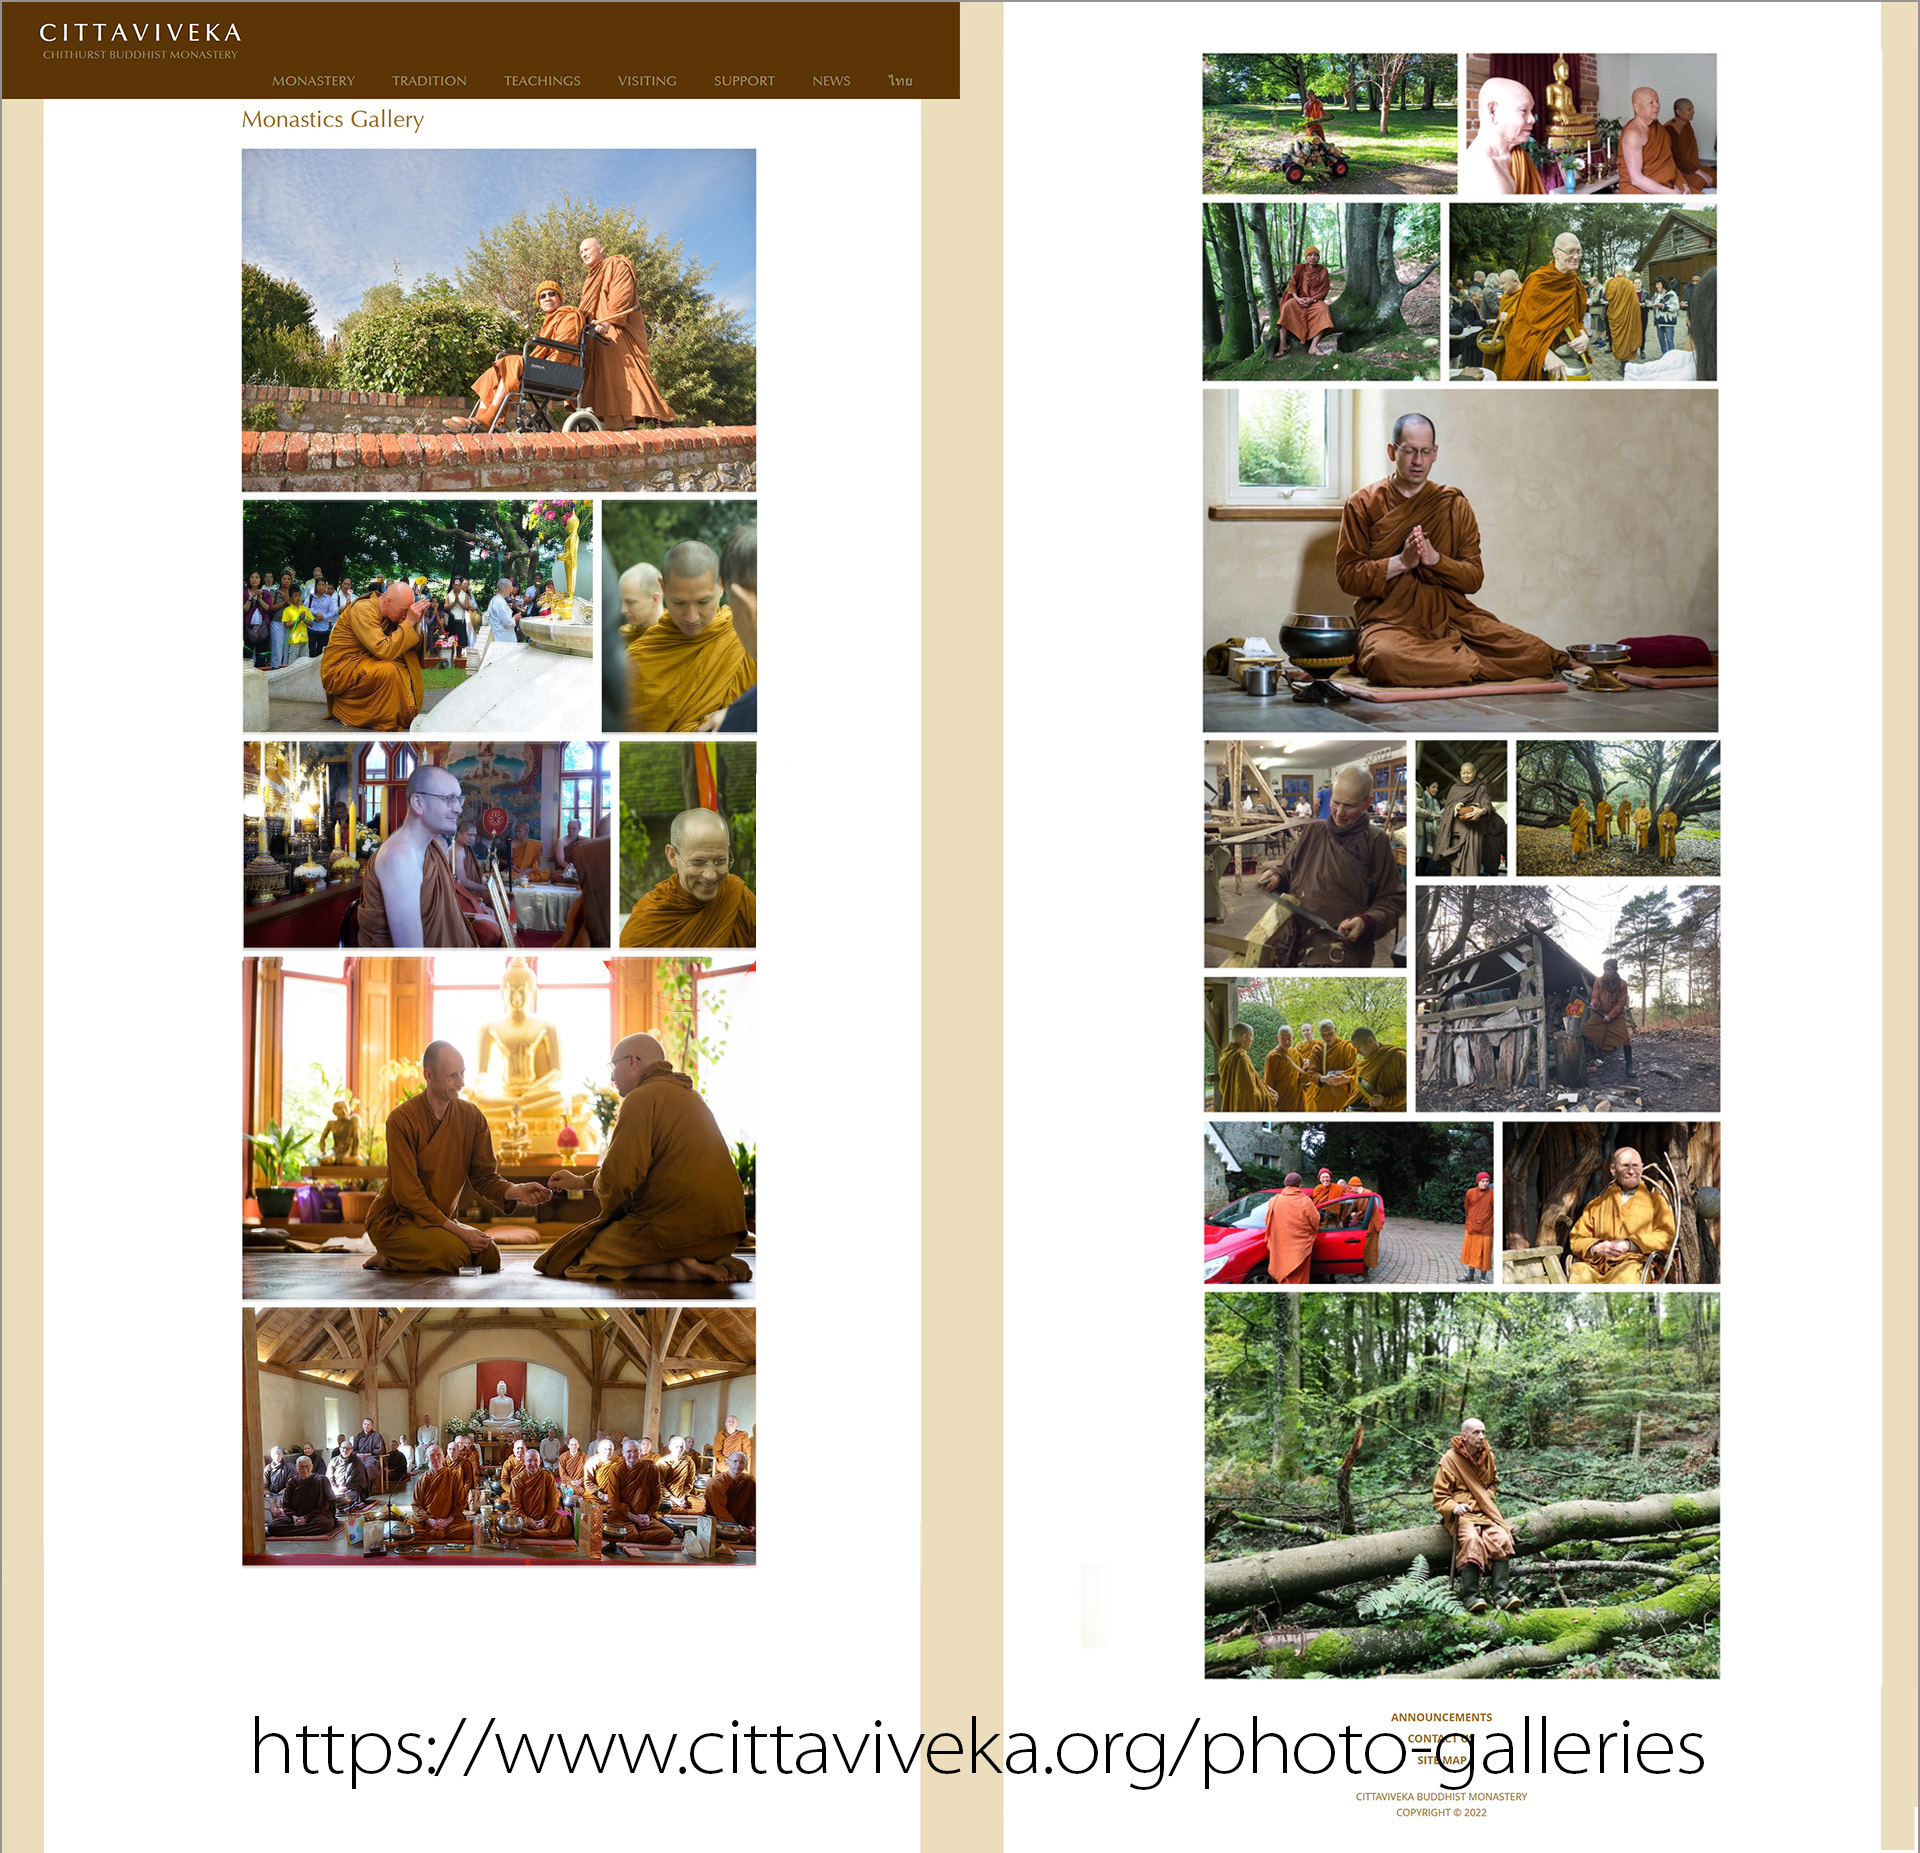 CITTAVIVEKA
CHITHURST BUDDHIST MONASTERY
MONASTERY TRADITION TEACHINGS VISITING SUPPORT NEWS ไทย
Monastics Gallery
ANNOUNCEMENTS
CONTACT US
SITE MAP
https://www.cittaviveka.org/photo-galleries
CITTAVIVEKA BUDDHIST MONASTERY
COPYRIGHT © 2022